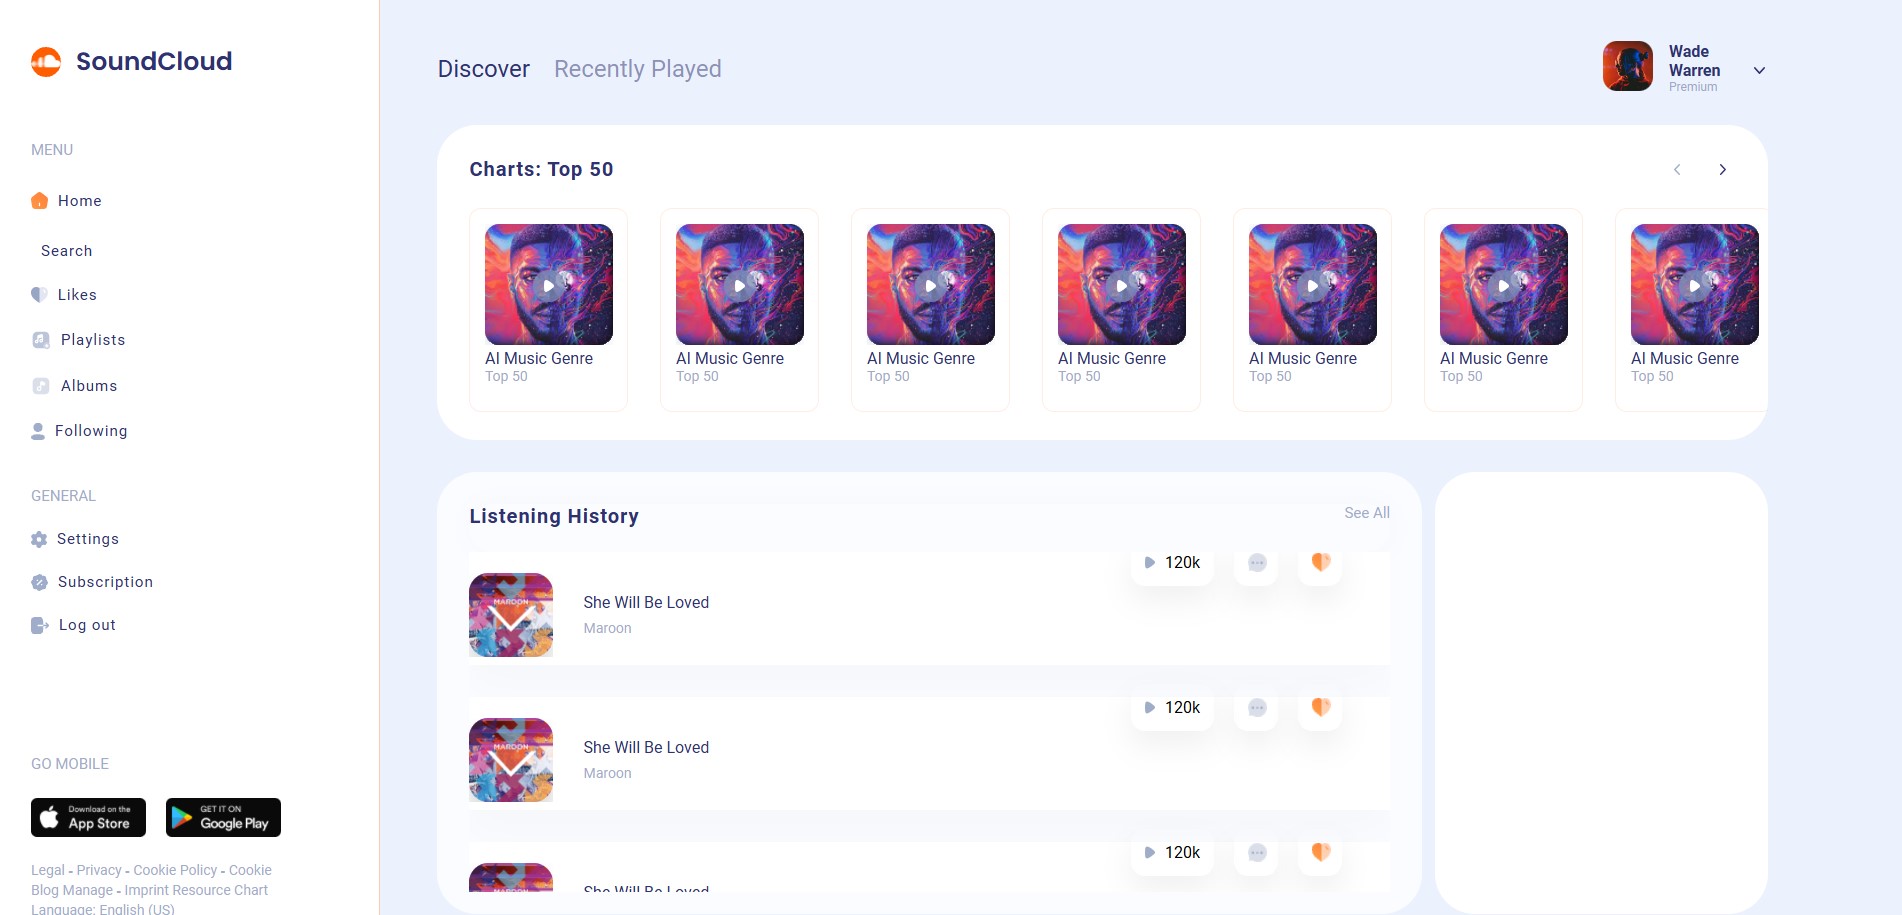 SoundCloud
MENU
Home
Search
Likes
Playlists
Albums
Following
GENERAL
Settings
Subscription
Log out
GO MOBILE
Download on the
App Store
GET IT ON
Google Play
Legal - Privacy - Cookie Policy - Cookie
Blog Manage - Imprint Resource Chart
Language: English (US)
Discover
Recently Played
Wade
Warren
Premium
Charts: Top 50
AI Music Genre
Top 50
AI Music Genre
Top 50
AI Music Genre
Top 50
AI Music Genre
Top 50
AI Music Genre
Top 50
AI Music Genre
Top 50
AI Music Genre
Top 50
Listening History
See All
MAROON
She Will Be Loved
Maroon
120k
MAROON
She Will Be Loved
Maroon
120k
She Will Be Loved
120k